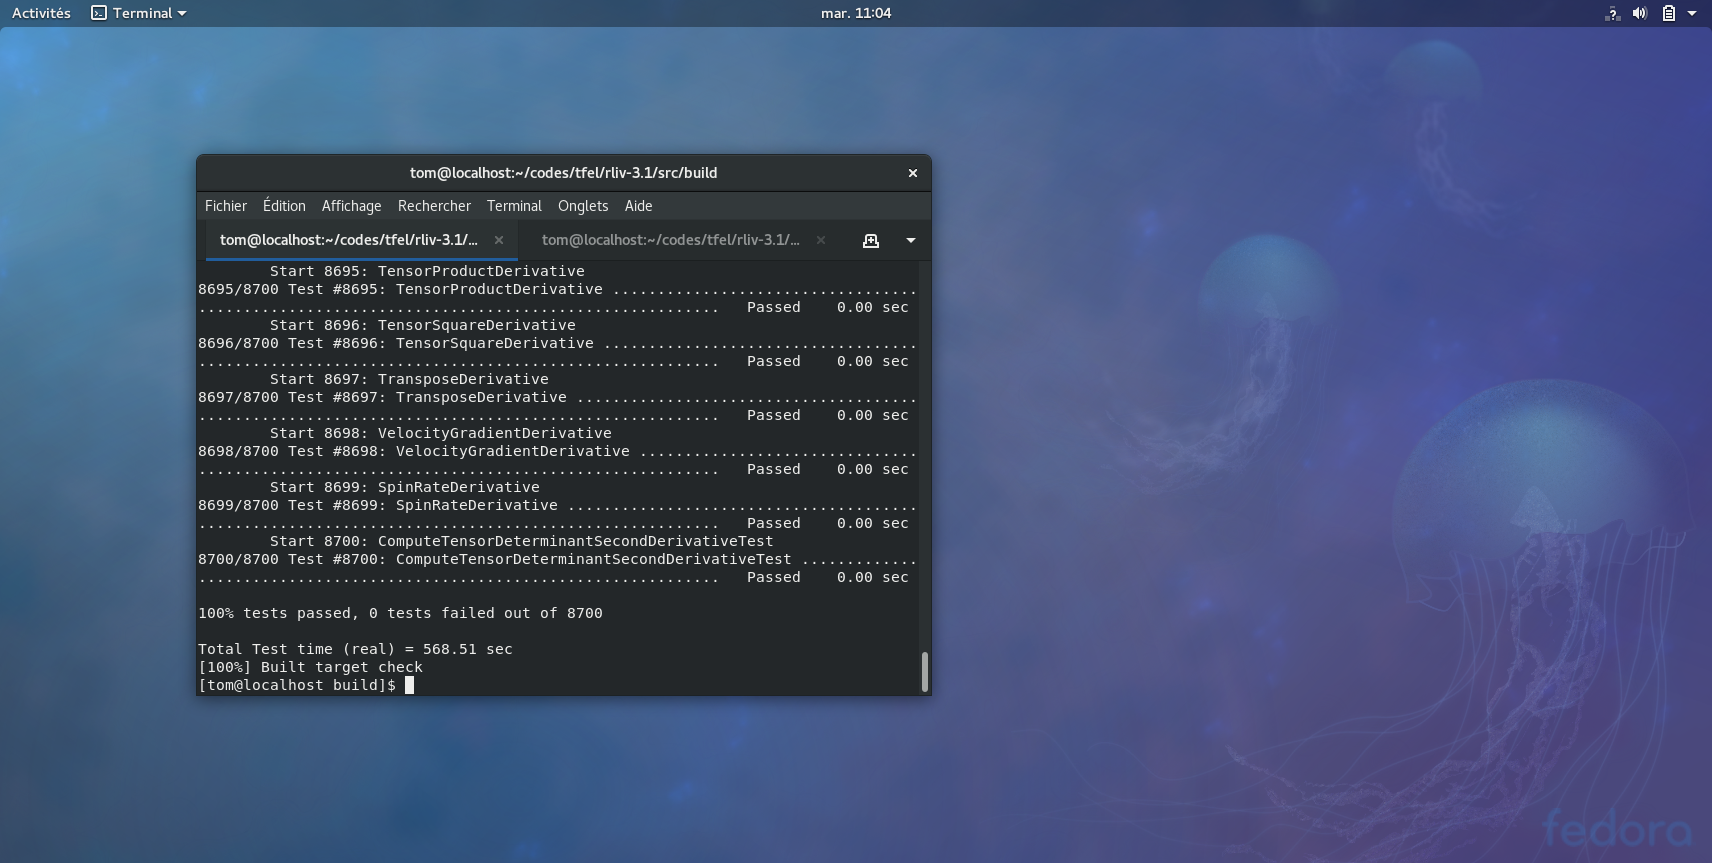 Activités Terminal mar. 11:04
tom@localhost:~/codes/tfel/rliv-3.1/src/build
Fichier Édition Affichage Rechercher Terminal Onglets Aide
tom@localhost:~/codes/tfel/rliv-3.1/... tom@localhost:~/codes/tfel/rliv-3.1/...
Start 8695: TensorProductDerivative
8695/8700 Test #8695: TensorProductDerivative ..................................
.......................................................... Passed 0.00 sec
Start 8696: TensorSquareDerivative
8696/8700 Test #8696: TensorSquareDerivative ...................................
.......................................................... Passed 0.00 sec
Start 8697: TransposeDerivative
8697/8700 Test #8697: TransposeDerivative ......................................
.......................................................... Passed 0.00 sec
Start 8698: VelocityGradientDerivative
8698/8700 Test #8698: VelocityGradientDerivative ...............................
.......................................................... Passed 0.00 sec
Start 8699: SpinRateDerivative
8699/8700 Test #8699: SpinRateDerivative .......................................
.......................................................... Passed 0.00 sec
Start 8700: ComputeTensorDeterminantSecondDerivativeTest
8700/8700 Test #8700: ComputeTensorDeterminantSecondDerivativeTest .............
.......................................................... Passed 0.00 sec
100% tests passed, 0 tests failed out of 8700
Total Test time (real) = 568.51 sec
[100%] Built target check
[tom@localhost build]$
fedora